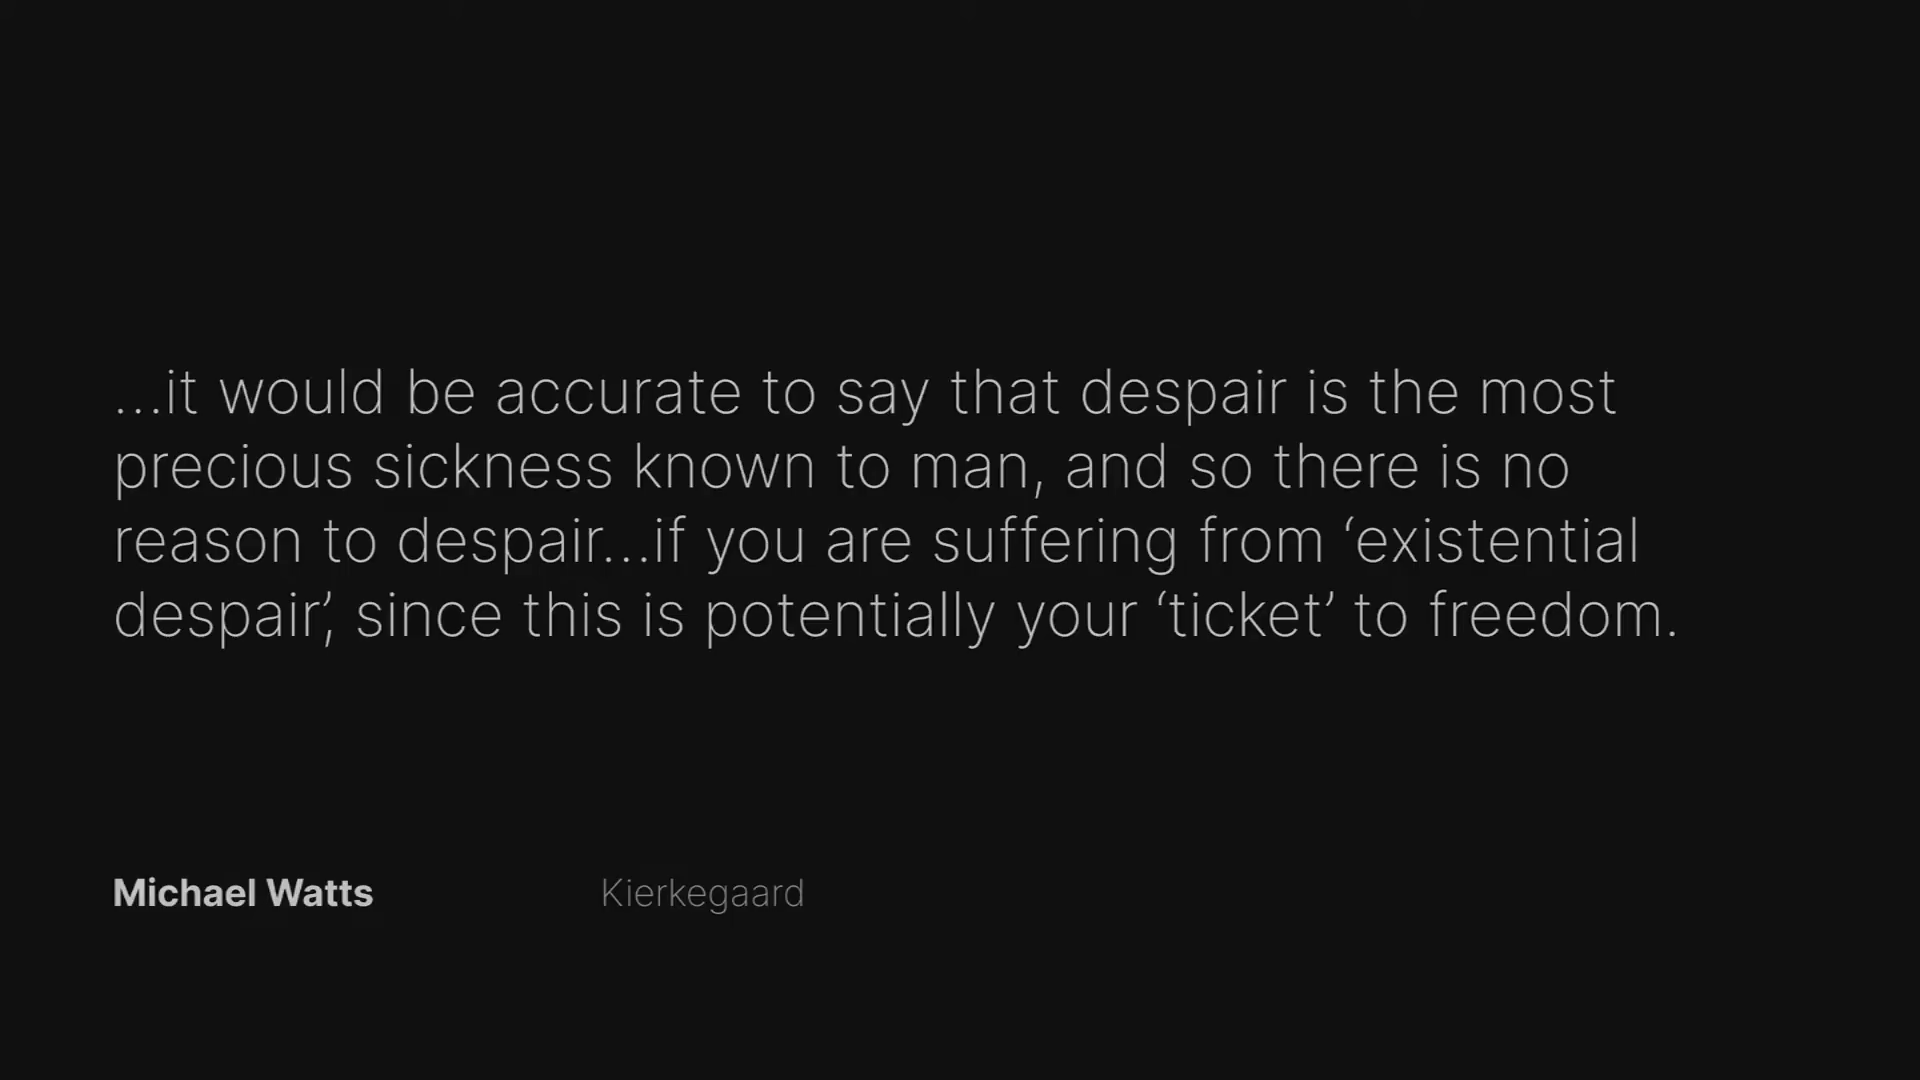 …it would be accurate to say that despair is the most
precious sickness known to man, and so there is no
reason to despair…if you are suffering from ‘existential
despair’, since this is potentially your ‘ticket’ to freedom.
Michael Watts Kierkegaard